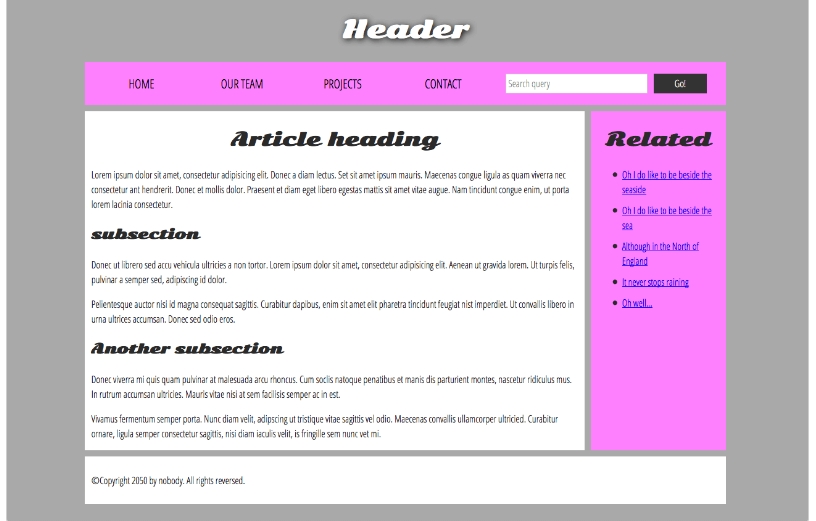 Header
HOME OUR TEAM PROJECTS CONTACT Search query Go!
Article heading
Lorem ipsum dolor sit amet, consectetur adipisicing elit. Donec a diam lectus. Set sit amet ipsum mauris. Maecenas congue ligula as quam viverra nec
consectetur ant hendrerit. Donec et mollis dolor. Praesent et diam eget libero egestas mattis sit amet vitae augue. Nam tincidunt congue enim, ut porta
lorem lacinia consectetur.
subsection
Donec ut librero sed accu vehicula ultricies a non tortor. Lorem ipsum dolor sit amet, consectetur adipisicing elit. Aenean ut gravida lorem. Ut turpis felis,
pulvinar a semper sed, adipiscing id dolor.
Pelientesque auctor nisi id magna consequat sagittis. Curabitur dapibus, enim sit amet elit pharetra tincidunt feugiat nist imperdiet. Ut convallis libero in
urna ultrices accumsan. Donec sed odio eros.
Another subsection
Donec viverra mi quis quam pulvinar at malesuada arcu rhoncus. Cum soclis natoque penatibus et manis dis parturient montes, nascetur ridiculus mus.
In rutrum accumsan ultricies. Mauris vitae nisi at sem facilisis semper ac in est.
Vivamus fermentum semper porta. Nunc diam velit, adipscing ut tristique vitae sagittis vel odio. Maecenas convallis ullamcorper ultricied. Curabitur
ornare, ligula semper consectetur sagittis, nisi diam iaculis velit, is fringille sem nunc vet mi.
Related
Oh I do like to be beside the
seaside
Oh I do like to be beside the
sea
Although in the North of
England
It never stops raining
Oh well...
©Copyright 2050 by nobody. All rights reversed.